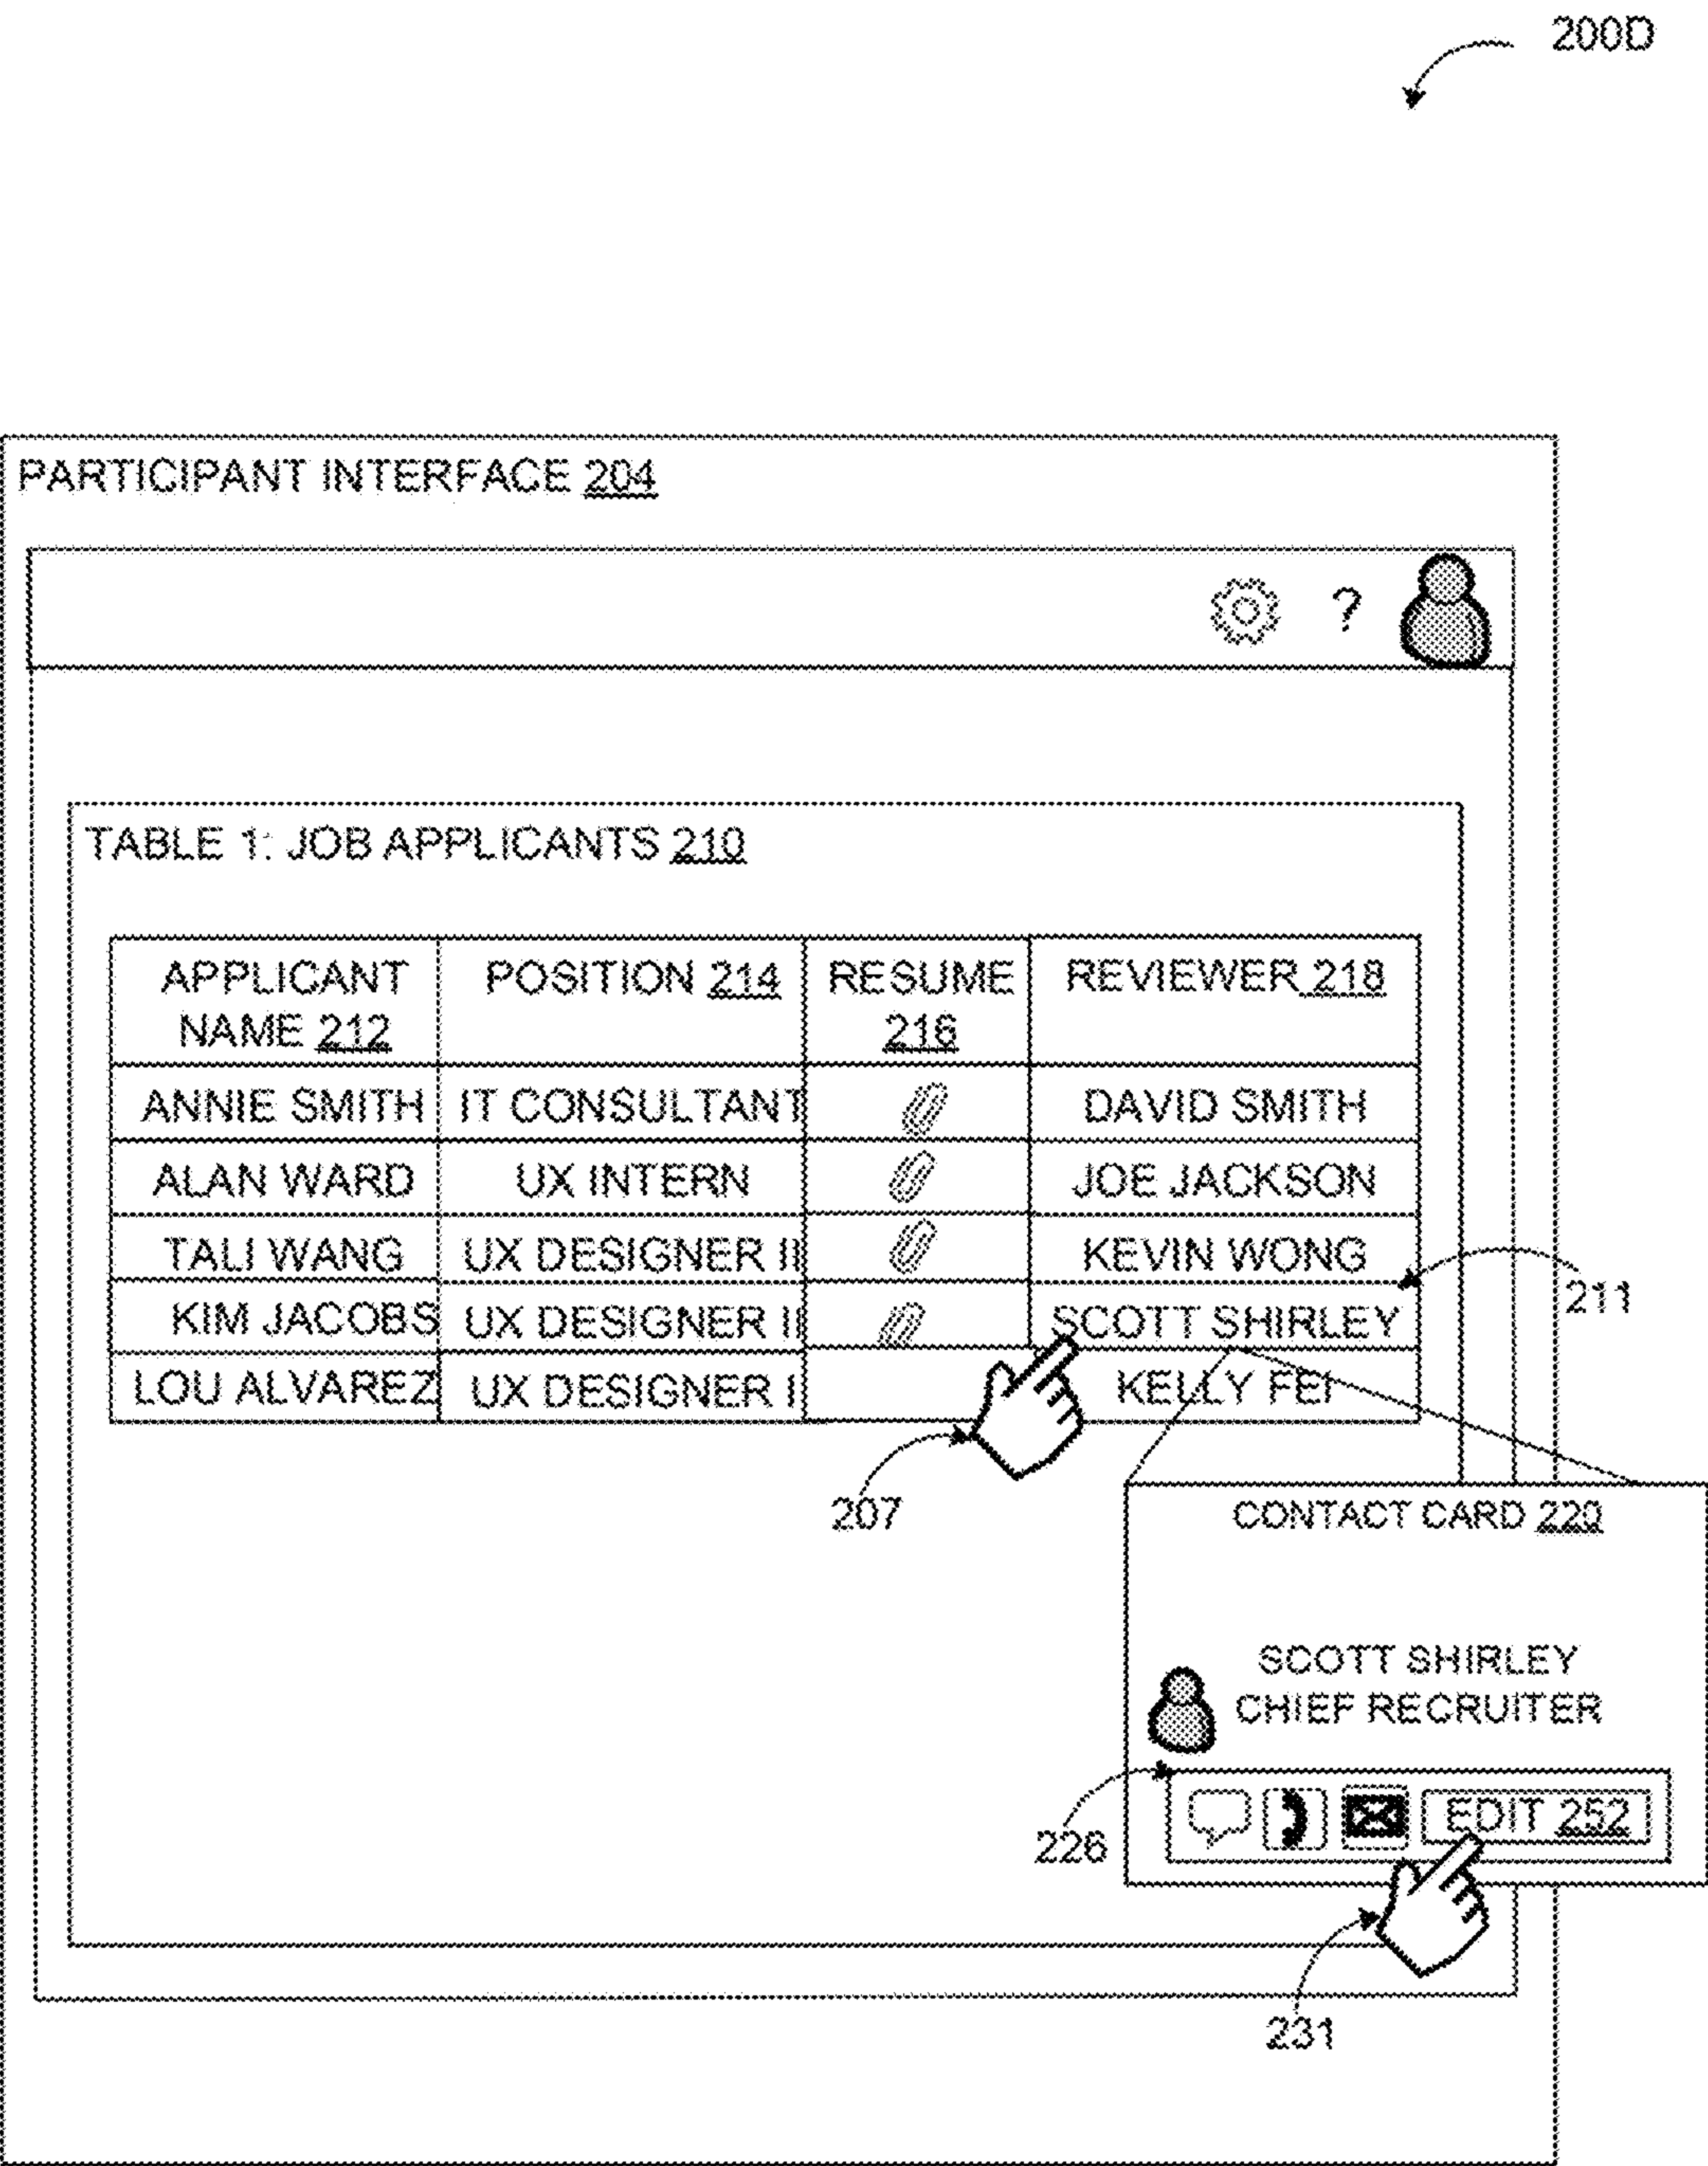 200D
PARTICIPANT INTERFACE 204
?
TABLE 1: JOB APPLICANTS 210
APPLICANT NAME 212 POSITION 214 RESUME 216 REVIEWER 218
ANNIE SMITH IT CONSULTANT DAVID SMITH
ALAN WARD UX INTERN JOE JACKSON
TALI WANG UX DESIGNER II KEVIN WONG
211
KIM JACOBS UX DESIGNER II SCOTT SHIRLEY
LOU ALVAREZ UX DESIGNER I KELLY FEI
207
CONTACT CARD 220
SCOTT SHIRLEY
CHIEF RECRUITER
EDIT 252
226
231